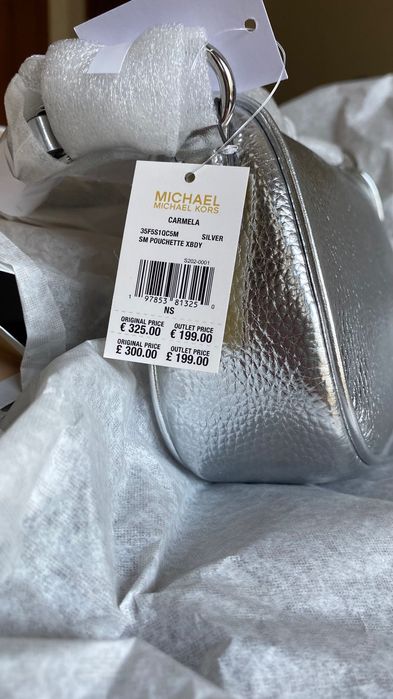 MICHAEL
MICHAEL KORS
CARMELA
35F5S1QC5M SILVER
SM POUCHETTE XBDY
S202-0001
1 97853 81325 0
NS
ORIGINAL PRICE OUTLET PRICE
€ 325.00 € 199.00
ORIGINAL PRICE OUTLET PRICE
£ 300.00 £ 199.00